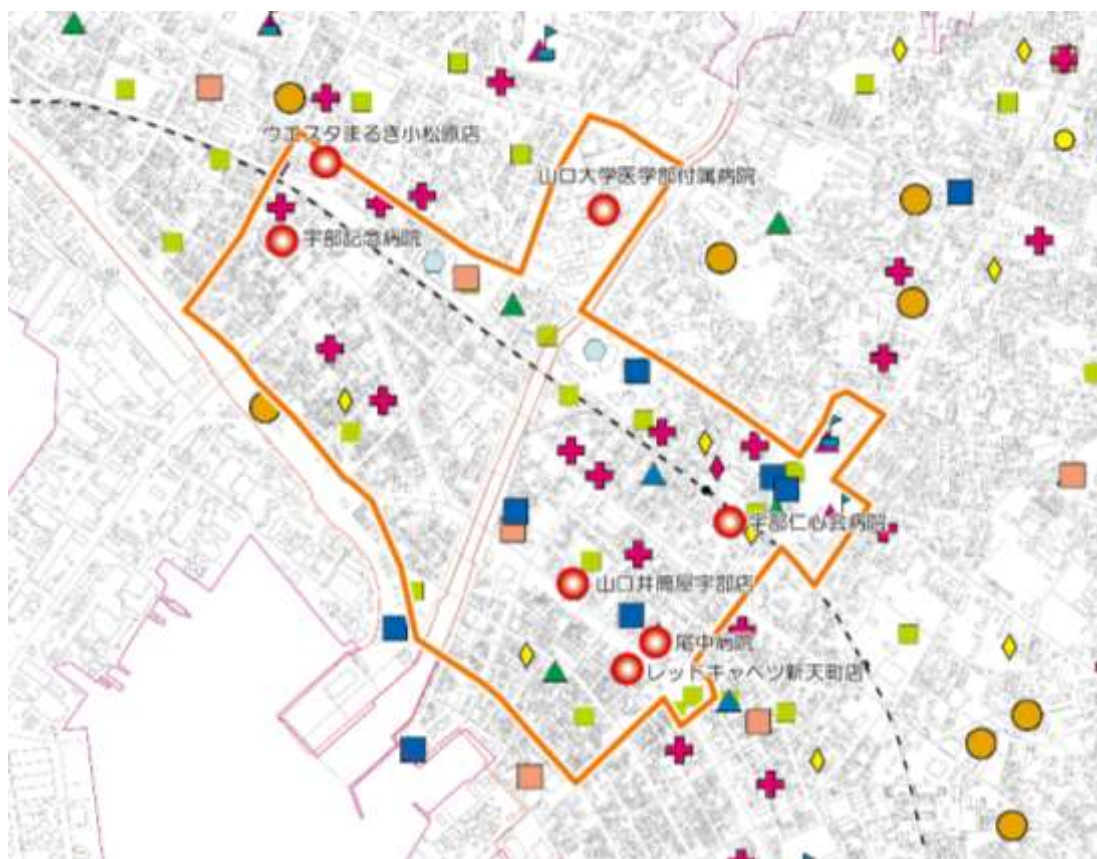 ウエスタまるき小松原店
山口大学医学部付属病院
宇部記念病院
宇部仁心会病院
山口井筒屋宇部店
尾中病院
レッドキャベツ新天町店